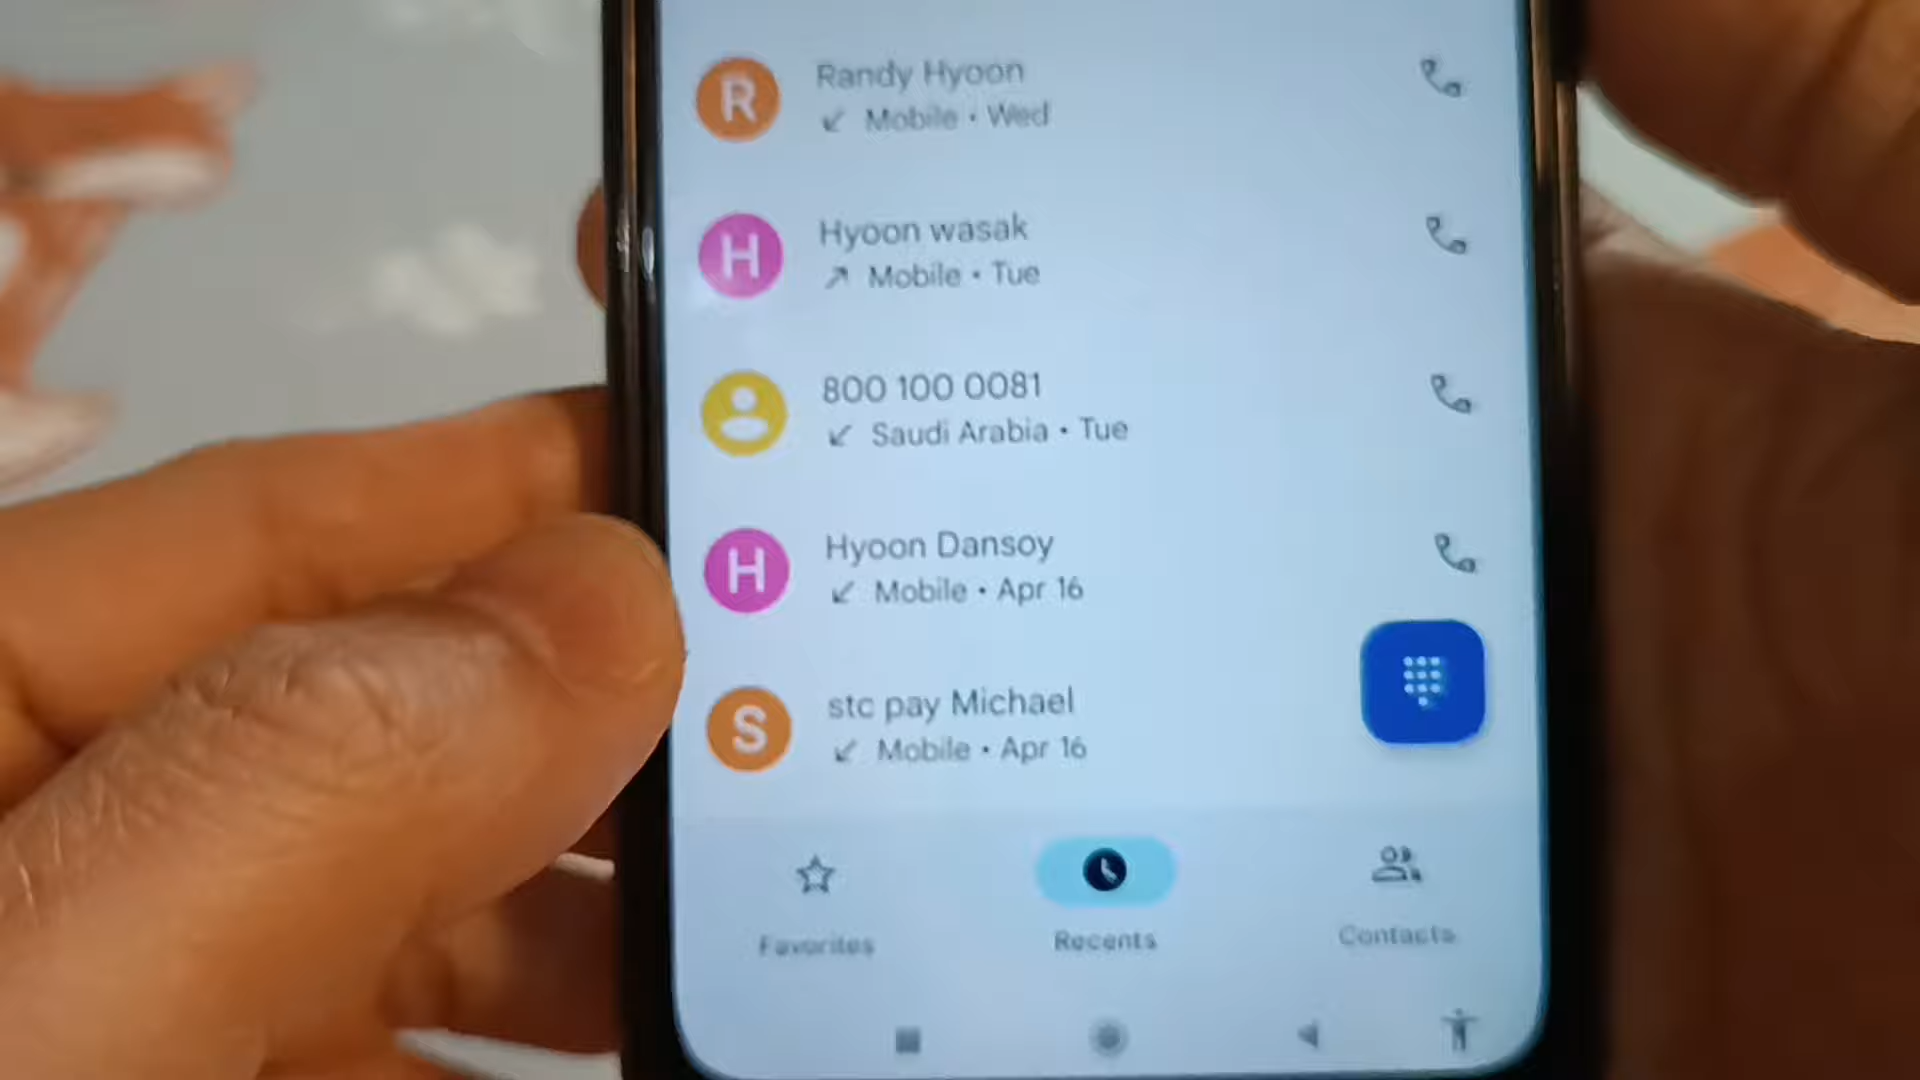 R
Randy Hyoon
Mobile • Wed
H
Hyoon wasak
Mobile • Tue
800 100 0081
Saudi Arabia • Tue
H
Hyoon Dansoy
Mobile • Apr 16
S
stc pay Michael
Mobile • Apr 16
Favorites
Recents
Contacts